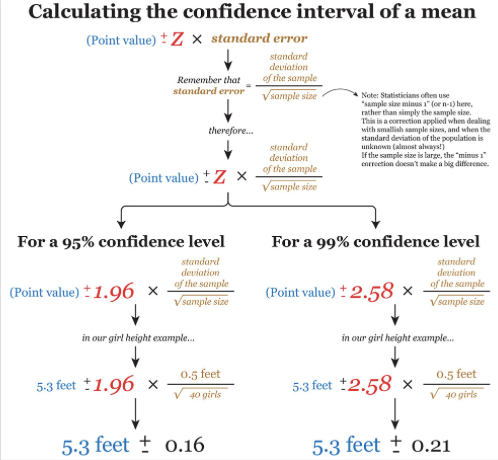 Calculating the confidence interval of a mean
(Point value) ± Z × standard error
Remember that
standard error =
standard
deviation
of the sample
√sample size
Note: Statisticians often use
"sample size minus 1" (or n-1) here,
rather than simply the sample size.
This is a correction applied when dealing
with smallish sample sizes, and when the
standard deviation of the population is
unknown (almost always!)
If the sample size is large, the "minus 1"
correction doesn't make a big difference.
therefore...
(Point value) ± Z ×
standard
deviation
of the sample
√sample size
For a 95% confidence level
(Point value) ± 1.96 ×
standard
deviation
of the sample
√sample size
in our girl height example...
5.3 feet ± 1.96 ×
0.5 feet
√40 girls
5.3 feet ± 0.16
For a 99% confidence level
(Point value) ± 2.58 ×
standard
deviation
of the sample
√sample size
in our girl height example...
5.3 feet ± 2.58 ×
0.5 feet
√40 girls
5.3 feet ± 0.21